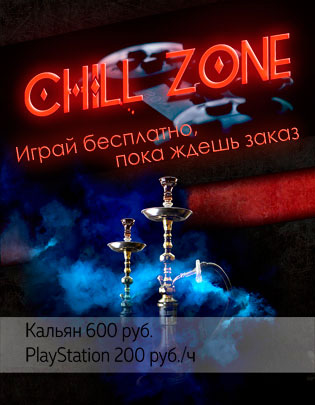 CHILL ZONE
Играй бесплатно,
пока ждешь заказ
Кальян 600 руб.
PlayStation 200 руб./ч